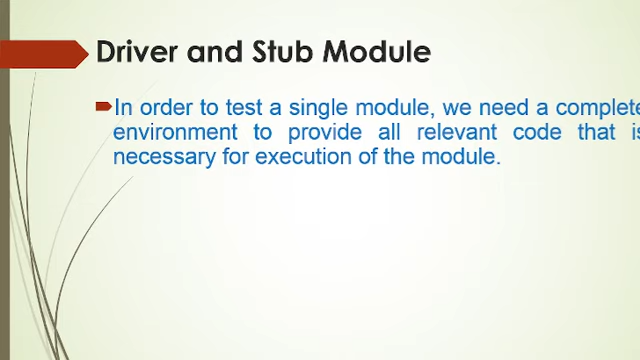 Driver and Stub Module
In order to test a single module, we need a complete
environment to provide all relevant code that is
necessary for execution of the module.